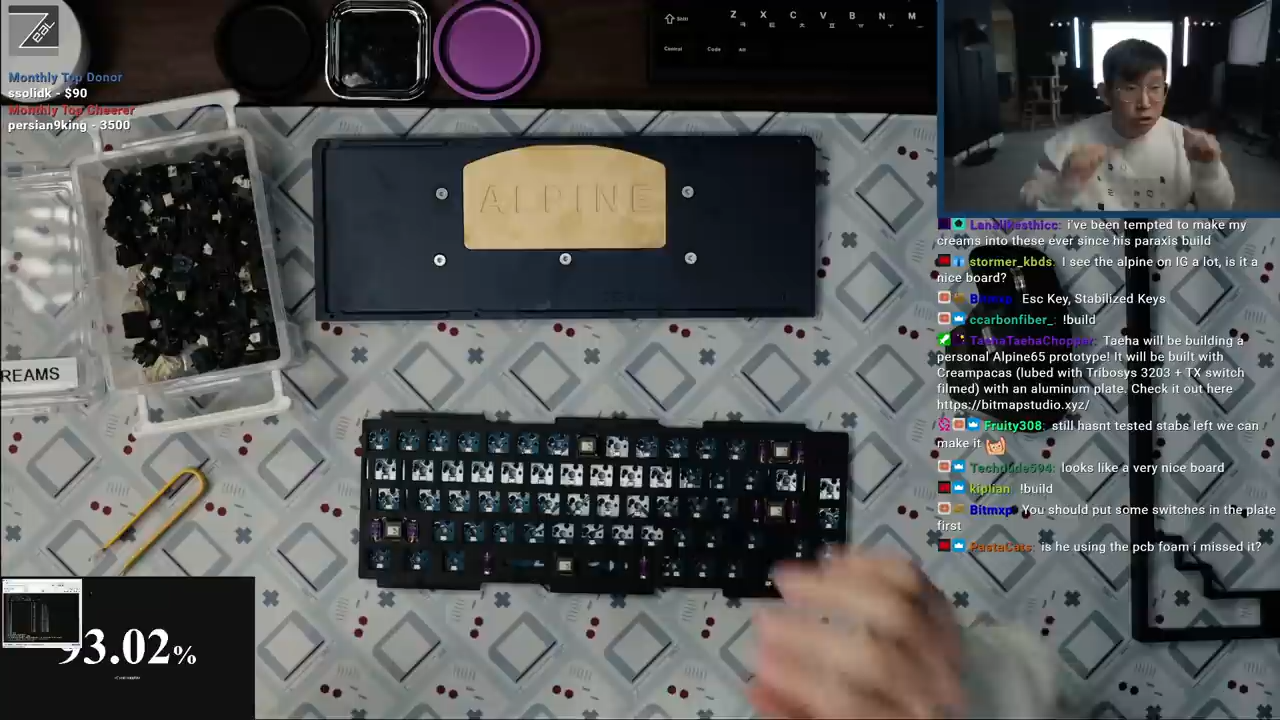 Zeal
Monthly Top Donor
ssolidk - $90
Monthly Top Cheerer
persian9king - 3500
Shift
Z X C V B N M
Control Code Alt
ALPINE
REAMS
93.02%
i've been tempted to make my
creams into these ever since his paraxis build
stormer_kbds: I see the alpine on IG a lot, is it a
nice board?
Bitmxp: Esc Key, Stabilized Keys
ccarbonfiber_: !build
TaehaTaehaChopper: Taeha will be building a
personal Alpine65 prototype! It will be built with
Creampacas (lubed with Tribosys 3203 + TX switch
filmed) with an aluminum plate. Check it out here
https://bitmapstudio.xyz/
Fruity308: still hasnt tested stabs left we can
make it
Techdude594: looks like a very nice board
kiplian: !build
Bitmxp: You should put some switches in the plate
first
PastaCats: is he using the pcb foam i missed it?